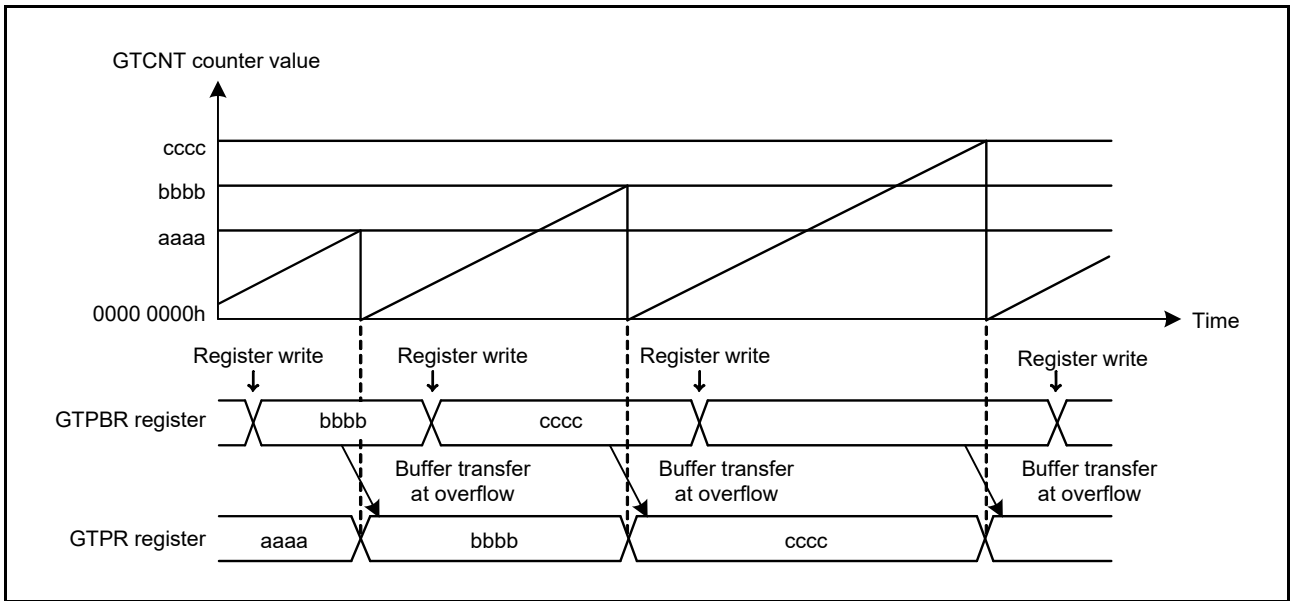 GTCNT counter value
cccc
bbbb
aaaa
0000 0000h
Time
Register write
Register write
Register write
Register write
GTPBR register
bbbb
cccc
Buffer transfer
at overflow
Buffer transfer
at overflow
Buffer transfer
at overflow
GTPR register
aaaa
bbbb
cccc